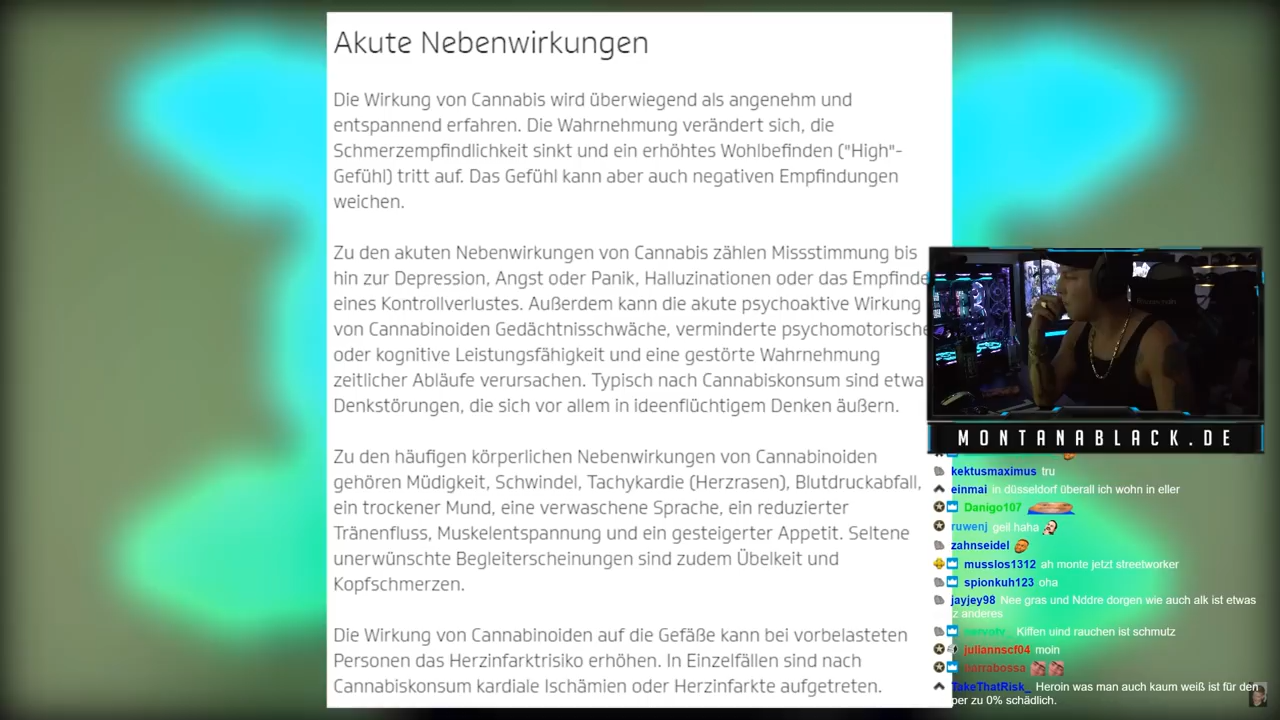 Akute Nebenwirkungen
Die Wirkung von Cannabis wird überwiegend als angenehm und
entspannend erfahren. Die Wahrnehmung verändert sich, die
Schmerzempfindlichkeit sinkt und ein erhöhtes Wohlbefinden ("High"-
Gefühl) tritt auf. Das Gefühl kann aber auch negativen Empfindungen
weichen.
Zu den akuten Nebenwirkungen von Cannabis zählen Missstimmung bis
hin zur Depression, Angst oder Panik, Halluzinationen oder das Empfinde
eines Kontrollverlustes. Außerdem kann die akute psychoaktive Wirkung
von Cannabinoiden Gedächtnisschwäche, verminderte psychomotorische
oder kognitive Leistungsfähigkeit und eine gestörte Wahrnehmung
zeitlicher Abläufe verursachen. Typisch nach Cannabiskonsum sind etwa
Denkstörungen, die sich vor allem in ideenflüchtigem Denken äußern.
Zu den häufigen körperlichen Nebenwirkungen von Cannabinoiden
gehören Müdigkeit, Schwindel, Tachykardie (Herzrasen), Blutdruckabfall,
ein trockener Mund, eine verwaschene Sprache, ein reduzierter
Tränenfluss, Muskelentspannung und ein gesteigerter Appetit. Seltene
unerwünschte Begleiterscheinungen sind zudem Übelkeit und
Kopfschmerzen.
Die Wirkung von Cannabinoiden auf die Gefäße kann bei vorbelasteten
Personen das Herzinfarktrisiko erhöhen. In Einzelfällen sind nach
Cannabiskonsum kardiale Ischämien oder Herzinfarkte aufgetreten.
MONTANABLACK.DE
kektusmaximus tru
einmai in düsseldorf überall ich wohn in eller
Danigo107
ruwenj geil haha
zahnseidel
musslos1312 ah monte jetzt streetworker
spionkuh123 oha
jayjey98 Nee gras und Nddre dorgen wie auch alk ist etwas
tz anderes
Kiffen uind rauchen ist schmutz
juliannscf04 moin
darrabossa
TakeThatRisk_ Heroin was man auch kaum weiß ist für den
per zu 0% schädlich.